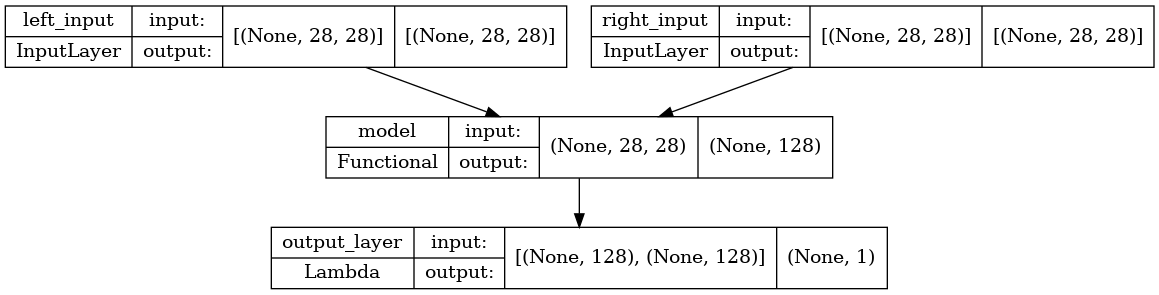 left_input input: [(None, 28, 28)] [(None, 28, 28)] right_input input: [(None, 28, 28)] [(None, 28, 28)]
InputLayer output: InputLayer output:
model input: (None, 28, 28) (None, 128)
Functional output:
output_layer input: [(None, 128), (None, 128)] (None, 1)
Lambda output: